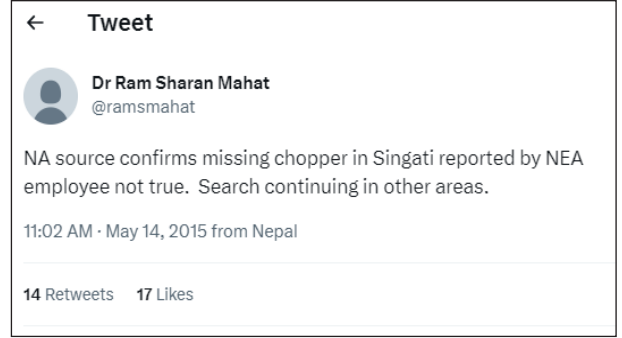 ← Tweet
Dr Ram Sharan Mahat
@ramsmahat
NA source confirms missing chopper in Singati reported by NEA
employee not true. Search continuing in other areas.
11:02 AM · May 14, 2015 from Nepal
14 Retweets 17 Likes